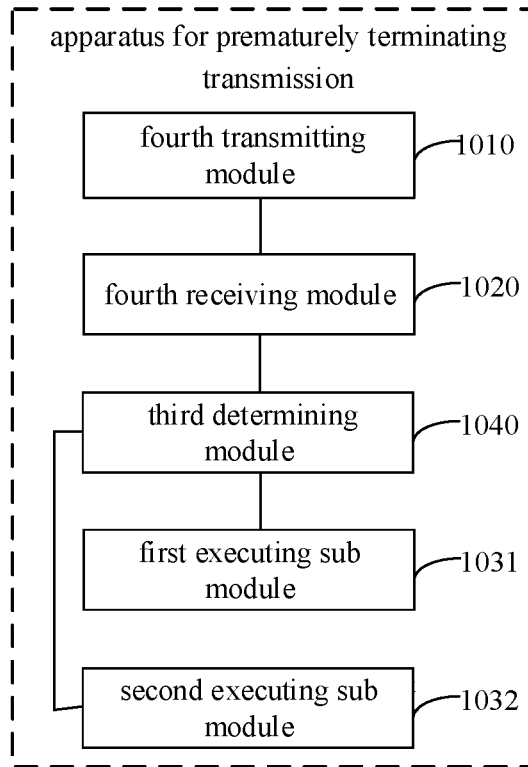 apparatus for prematurely terminating
transmission
fourth transmitting
module
1010
fourth receiving module
1020
third determining
module
1040
first executing sub
module
1031
second executing sub
module
1032